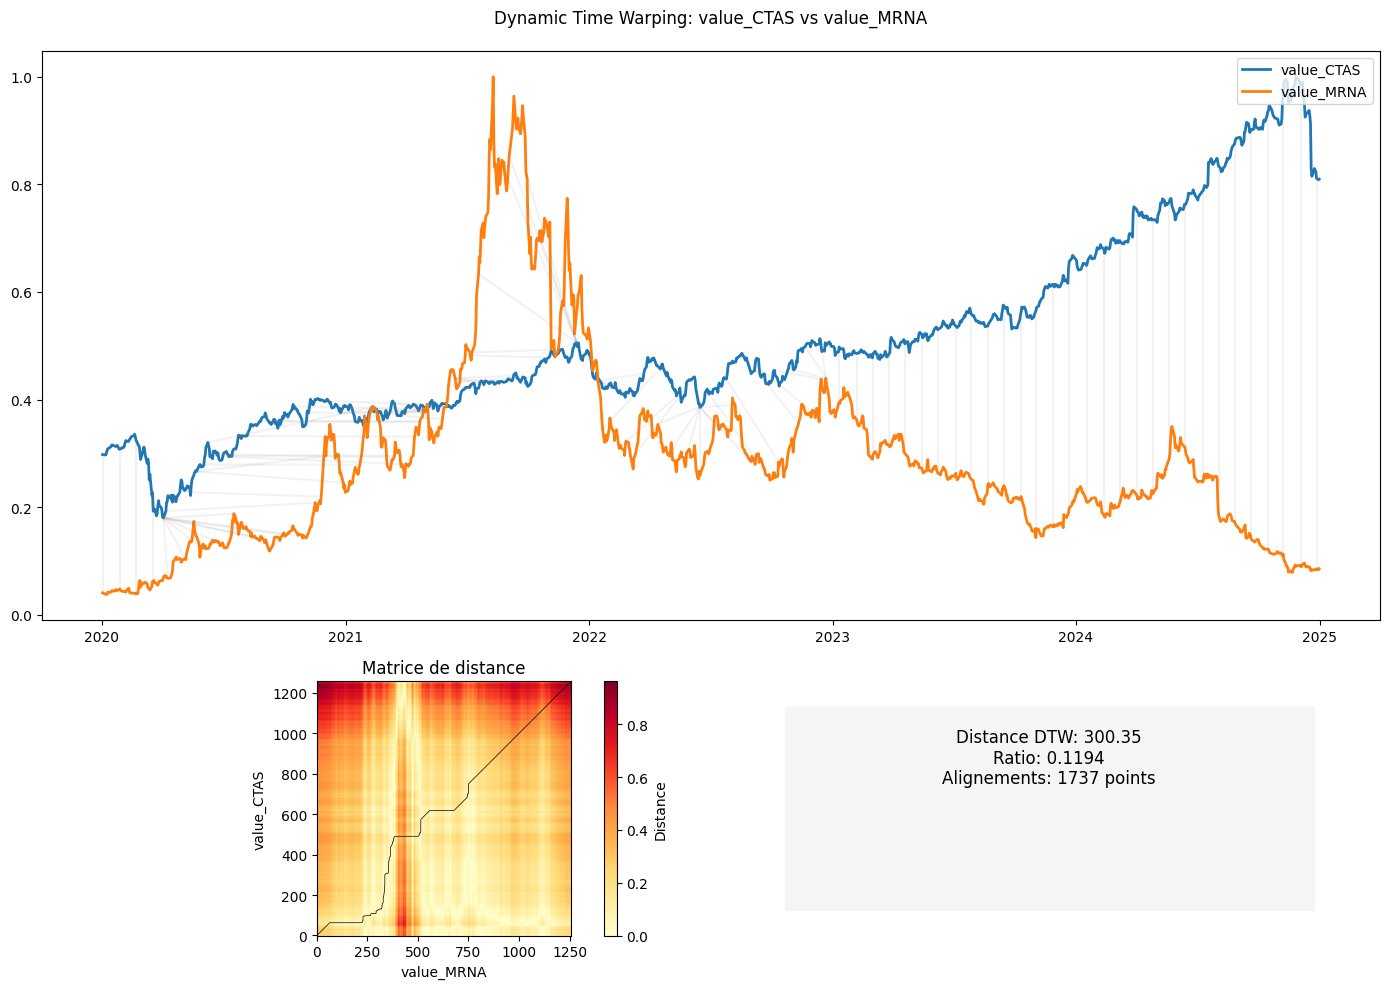 Dynamic Time Warping: value_CTAS vs value_MRNA
value_CTAS
value_MRNA
1.0
0.8
0.6
0.4
0.2
0.0
2020 2021 2022 2023 2024 2025
Matrice de distance
value_CTAS
1200
1000
800
600
400
200
0
0 250 500 750 1000 1250
value_MRNA
0.8
0.6
0.4
0.2
0.0
Distance
Distance DTW: 300.35
Ratio: 0.1194
Alignements: 1737 points